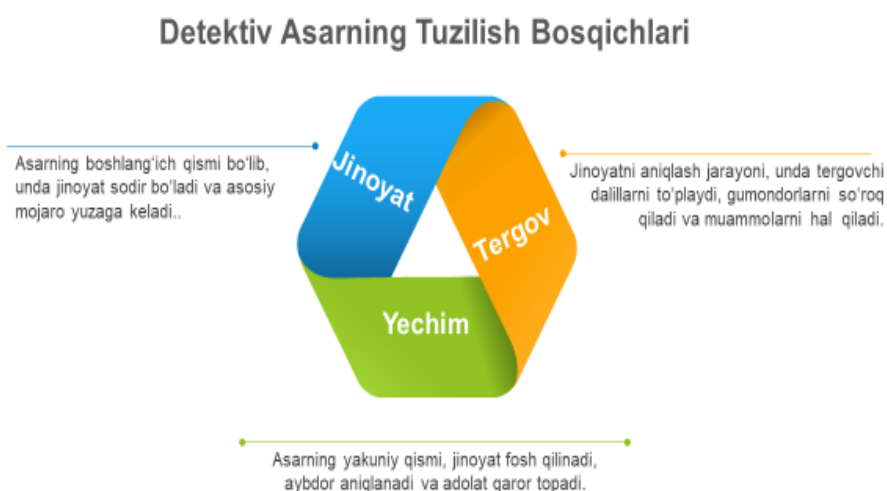 Detektiv Asarning Tuzilish Bosqichlari
Asarning boshlang‘ich qismi bo‘lib,
unda jinoyat sodir bo‘ladi va asosiy
mojaro yuzaga keladi..
Jinoyat
Tergov
Yechim
Jinoyatni aniqlash jarayoni, unda tergovchi
dalillarni to‘playdi, gumondorlarni so‘roq
qiladi va muammolarni hal qiladi.
Asarning yakuniy qismi, jinoyat fosh qilinadi,
aybdor aniqlanadi va adolat qaror topadi.